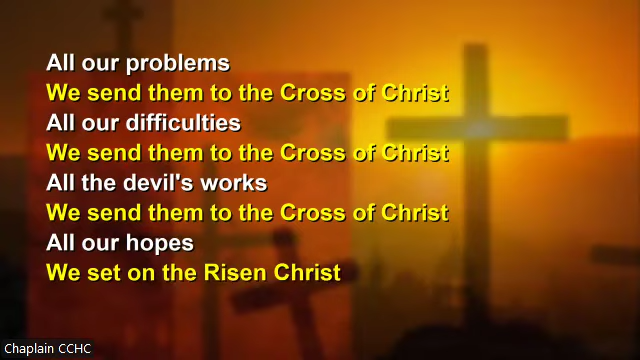 All our problems
We send them to the Cross of Christ
All our difficulties
We send them to the Cross of Christ
All the devil's works
We send them to the Cross of Christ
All our hopes
We set on the Risen Christ
Chaplain CCHC